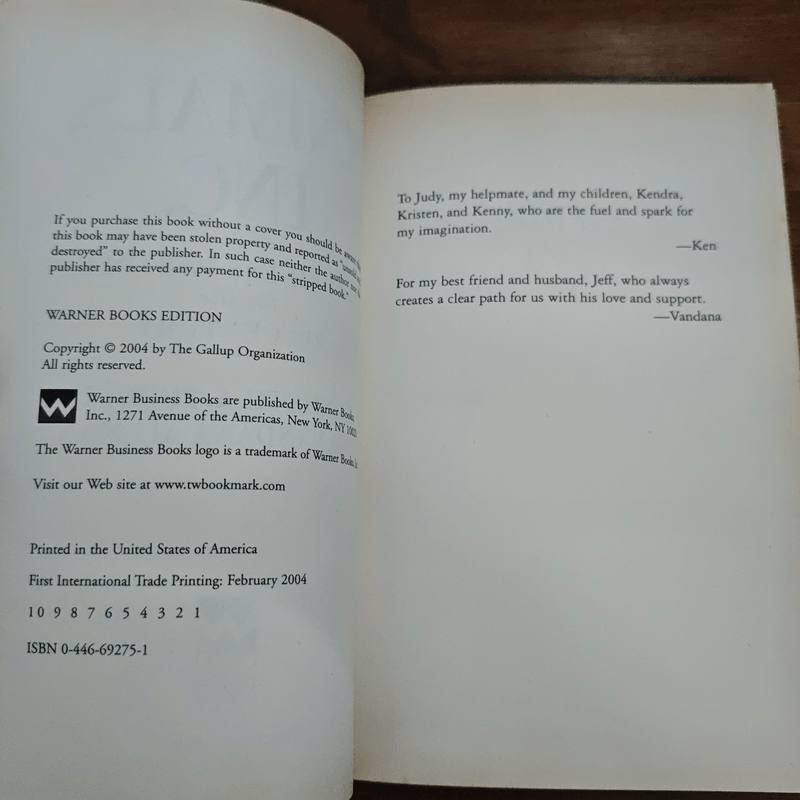 If you purchase this book without a cover you should be aware
this book may have been stolen property and reported as "unsold
destroyed" to the publisher. In such case neither the author
publisher has received any payment for this "stripped book."
WARNER BOOKS EDITION
Copyright © 2004 by The Gallup Organization
All rights reserved.
Warner Business Books are published by Warner Books,
Inc., 1271 Avenue of the Americas, New York, NY
The Warner Business Books logo is a trademark of Warner Books,
Visit our Web site at www.twbookmark.com
Printed in the United States of America
First International Trade Printing: February 2004
10 9 8 7 6 5 4 3 2 1
ISBN 0-446-69275-1
To Judy, my helpmate, and my children, Kendra,
Kristen, and Kenny, who are the fuel and spark for
my imagination.
—Ken
For my best friend and husband, Jeff, who always
creates a clear path for us with his love and support.
—Vandana